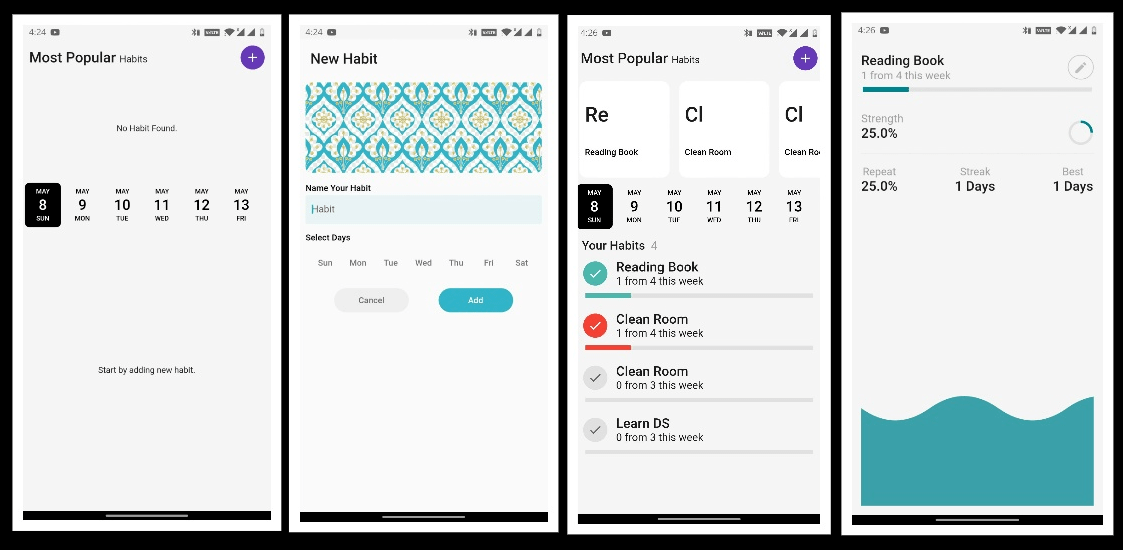 4:24
VoLTE
Most Popular Habits
+
No Habit Found.
MAY MAY MAY MAY MAY MAY
8 9 10 11 12 13
SUN MON TUE WED THU FRI
Start by adding new habit.
4:24
VoLTE
New Habit
Name Your Habit
Habit
Select Days
Sun Mon Tue Wed Thu Fri Sat
Cancel Add
4:26
VoLTE
Most Popular Habits
+
Re Cl Cl
Reading Book Clean Room Clean Ro
MAY MAY MAY MAY MAY MAY
8 9 10 11 12 13
SUN MON TUE WED THU FRI
Your Habits 4
Reading Book
1 from 4 this week
Clean Room
1 from 4 this week
Clean Room
0 from 3 this week
Learn DS
0 from 3 this week
4:26
VoLTE
Reading Book
1 from 4 this week
Strength
25.0%
Repeat Streak Best
25.0% 1 Days 1 Days